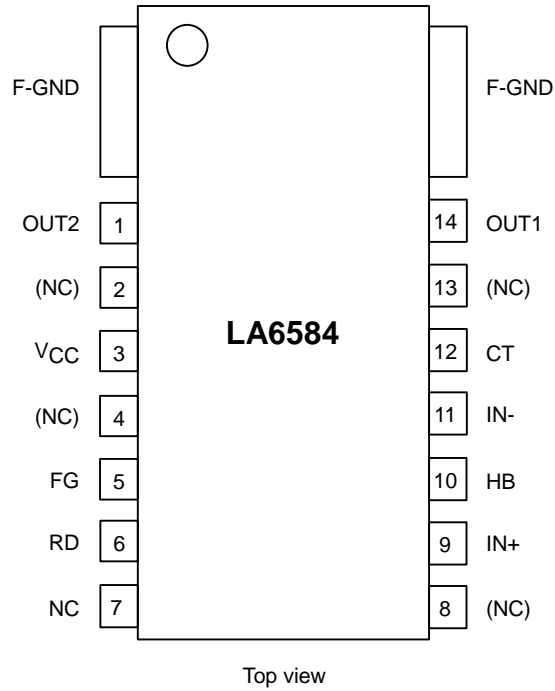 F-GND F-GND
OUT2 1 14 OUT1
(NC) 2 13 (NC)
VCC 3 12 CT
LA6584
(NC) 4 11 IN-
FG 5 10 HB
RD 6 9 IN+
NC 7 8 (NC)
Top view